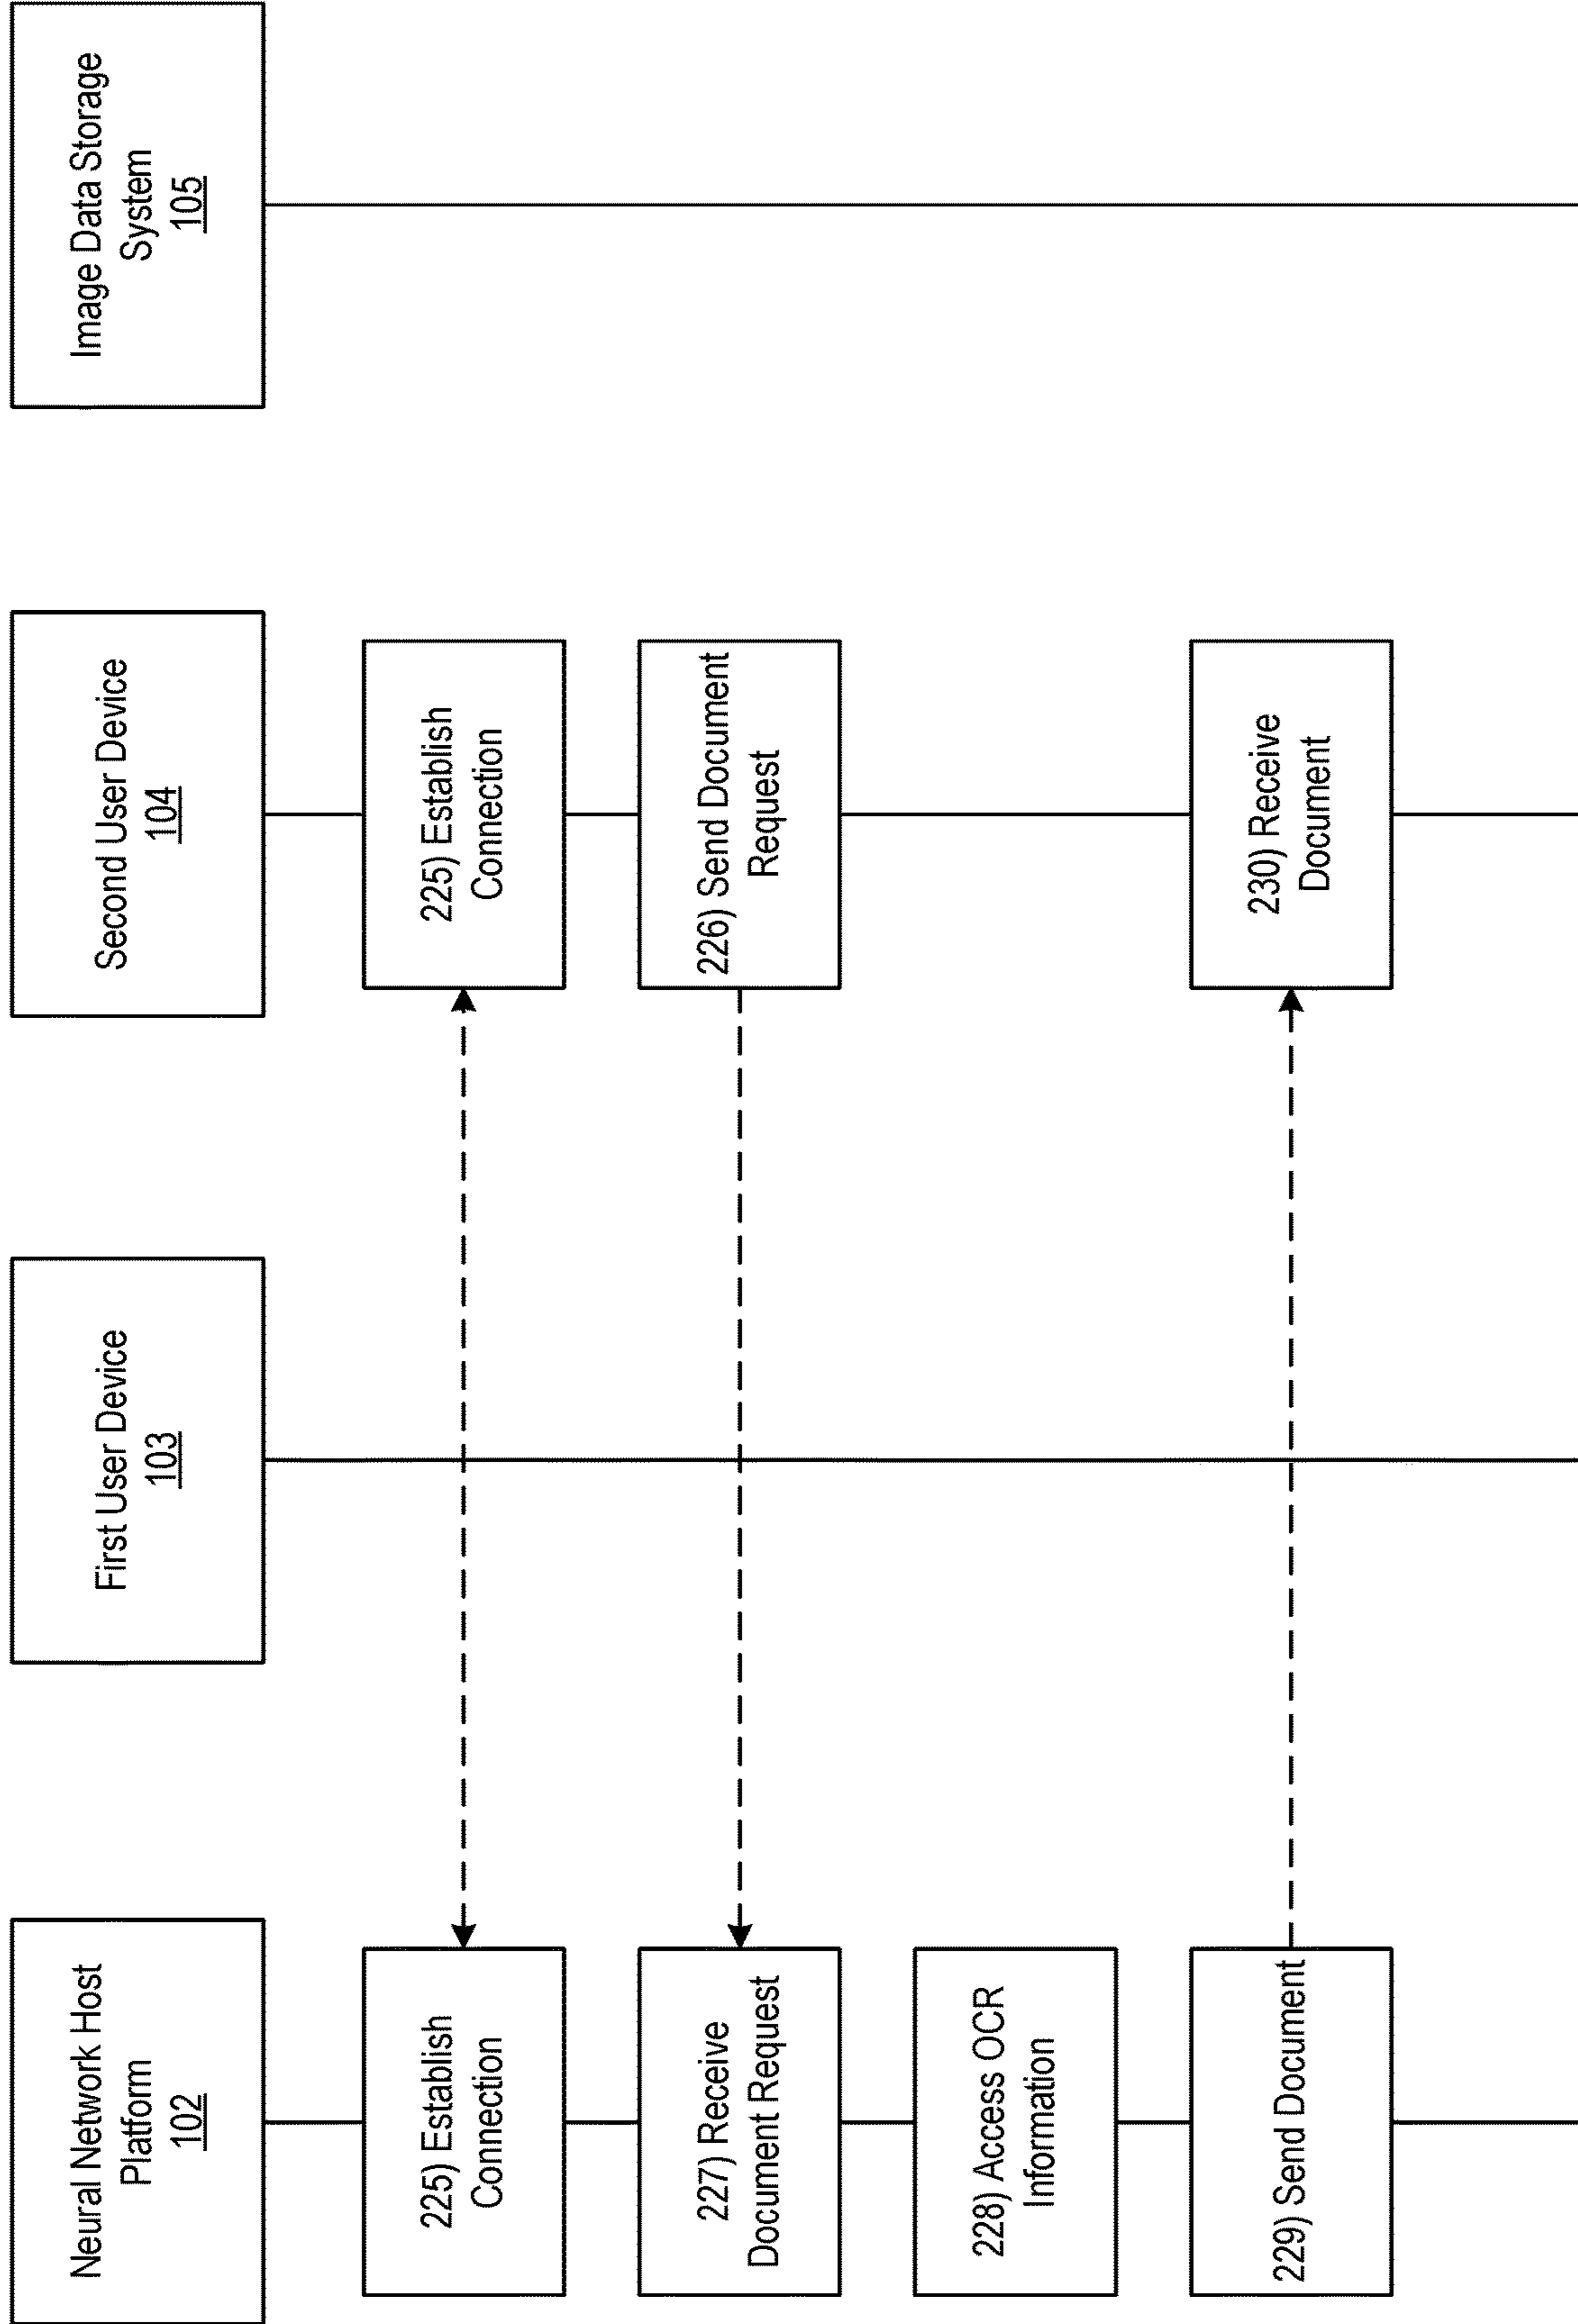 Neural Network Host
Platform
102
First User Device
103
Second User Device
104
Image Data Storage
System
105
225) Establish
Connection
225) Establish
Connection
227) Receive
Document Request
226) Send Document
Request
228) Access OCR
Information
229) Send Document
230) Receive
Document